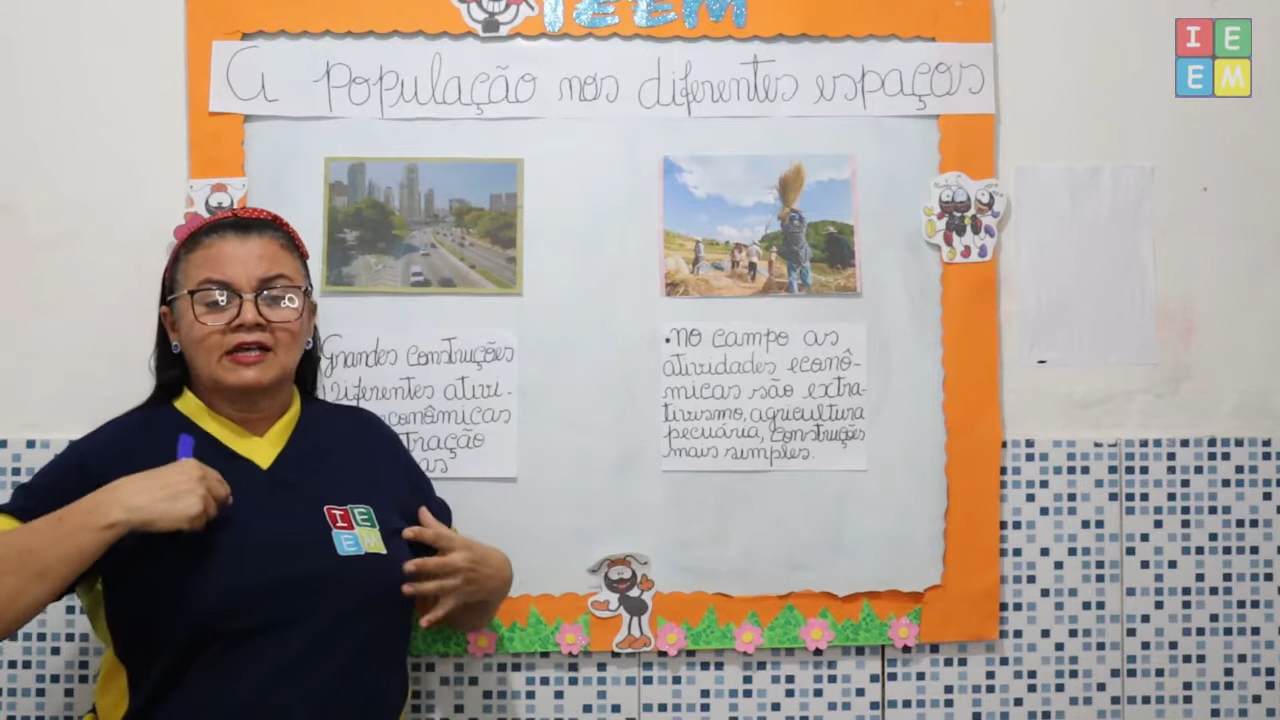 IEEM
I E
E M
A população nos diferentes espaços
Grandes construções
Diferentes ativi-
econômicas
tração
as
•No campo as
atividades econô-
micas são extra-
tivismo, agricultura
pecuária, construções
mais simples.
I E
E M